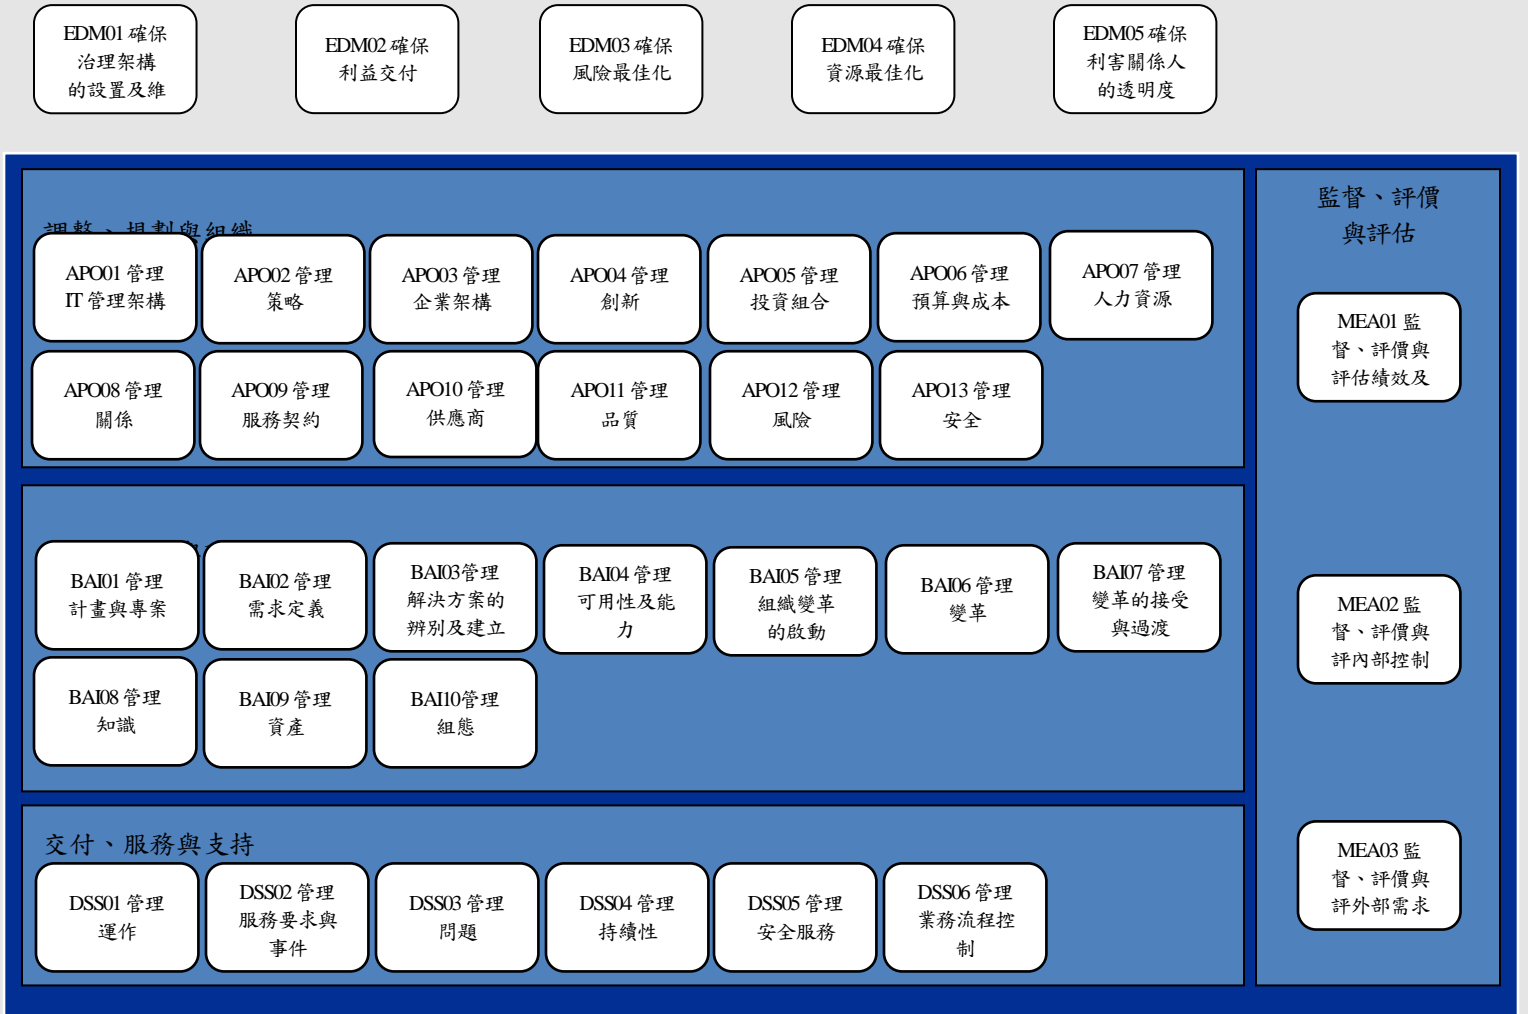 EDM01 確保
治理架構
的設置及維
EDM02 確保
利益交付
EDM03 確保
風險最佳化
EDM04 確保
資源最佳化
EDM05 確保
利害關係人
的透明度
調整、規劃與組織
APO01 管理
IT 管理架構
APO02 管理
策略
APO03 管理
企業架構
APO04 管理
創新
APO05 管理
投資組合
APO06 管理
預算與成本
APO07 管理
人力資源
APO08 管理
關係
APO09 管理
服務契約
APO10 管理
供應商
APO11 管理
品質
APO12 管理
風險
APO13 管理
安全
BAI01 管理
計畫與專案
BAI02 管理
需求定義
BAI03管理
解決方案的
辨別及建立
BAI04 管理
可用性及能
力
BAI05 管理
組織變革
的啟動
BAI06 管理
變革
BAI07 管理
變革的接受
與過渡
BAI08 管理
知識
BAI09 管理
資產
BAI10管理
組態
交付、服務與支持
DSS01 管理
運作
DSS02 管理
服務要求與
事件
DSS03 管理
問題
DSS04 管理
持續性
DSS05 管理
安全服務
DSS06 管理
業務流程控
制
監督、評價
與評估
MEA01 監
督、評價與
評估績效及
MEA02 監
督、評價與
評內部控制
MEA03 監
督、評價與
評外部需求